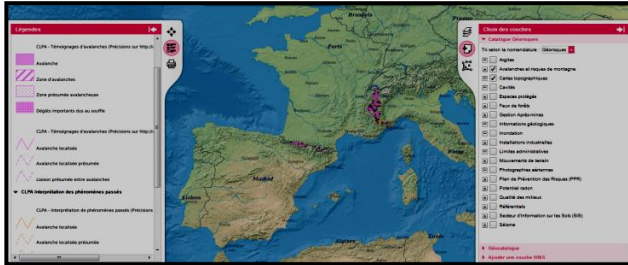 Légendes
CLPA - Témoignages d'avalanches (Précisions sur http://c
Avalanche
Zone d'avalanches
Zone présumée avalancheuse
Dégâts importants dus au souffle
CLPA - Témoignages d'avalanches (Précisions sur http://c
Avalanche localisée
Avalanche localisée présumée
Liaison présumée entre avalanches
CLPA Interprétation des phénomènes passés
CLPA - Interprétation de phénomènes passés (Précisions
Avalanche localisée
Avalanche localisée présumée
Bruxelles
Paris
Madrid
Lisbon
Algiers
Tunis
Choix des couches
Catalogue Géorisques
Tri selon la nomenclature : Géorisques
Argiles
Avalanches et risques de montagne
Cartes topographiques
Cavités
Espaces protégés
Feux de forêts
Gestion Après-mines
Informations géologiques
Inondation
Installations industrielles
Limites administratives
Mouvements de terrain
Photographies aériennes
Plan de Prévention des Risques (PPR)
Potentiel radon
Qualité des milieux
Référentiels
Secteur d'Information sur les Sols (SIS)
Séisme
Géocatalogue
Ajouter une couche WMS